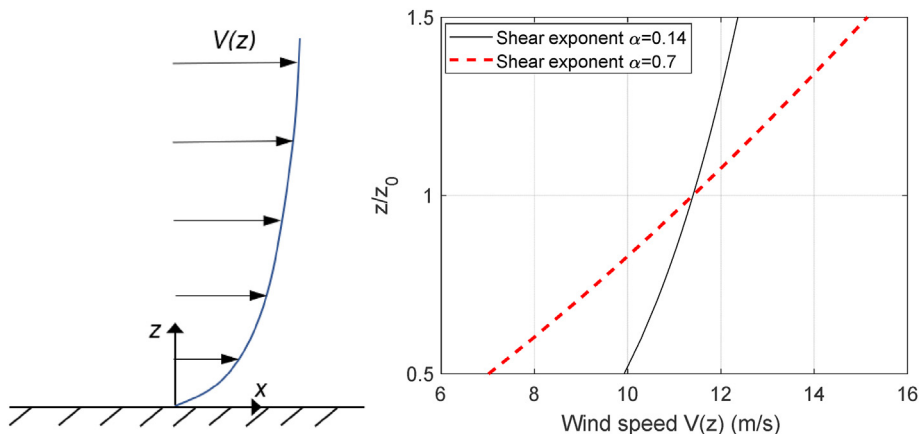 V(z)
z
x
Shear exponent α=0.14
Shear exponent α=0.7
1.5
1
0.5
z/z₀
6 8 10 12 14 16
Wind speed V(z) (m/s)